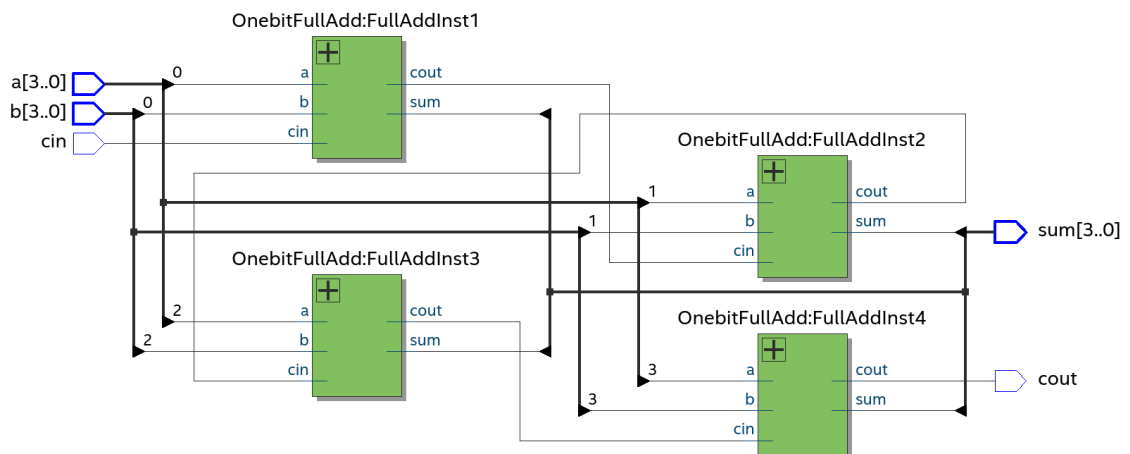 OnebitFullAdd:FullAddInst1
a[3..0]
b[3..0]
cin
0
0
a
b
cin
cout
sum
OnebitFullAdd:FullAddInst2
1
1
a
b
cin
cout
sum
sum[3..0]
OnebitFullAdd:FullAddInst3
2
2
a
b
cin
cout
sum
OnebitFullAdd:FullAddInst4
3
3
a
b
cin
cout
sum
cout